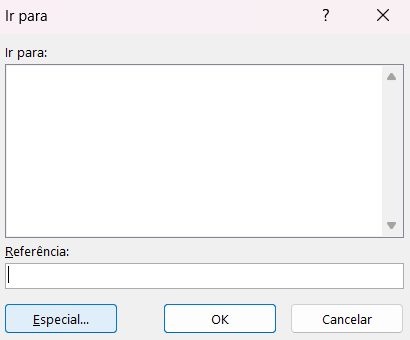 Ir para ?
Ir para:
Referência:
Especial... OK Cancelar